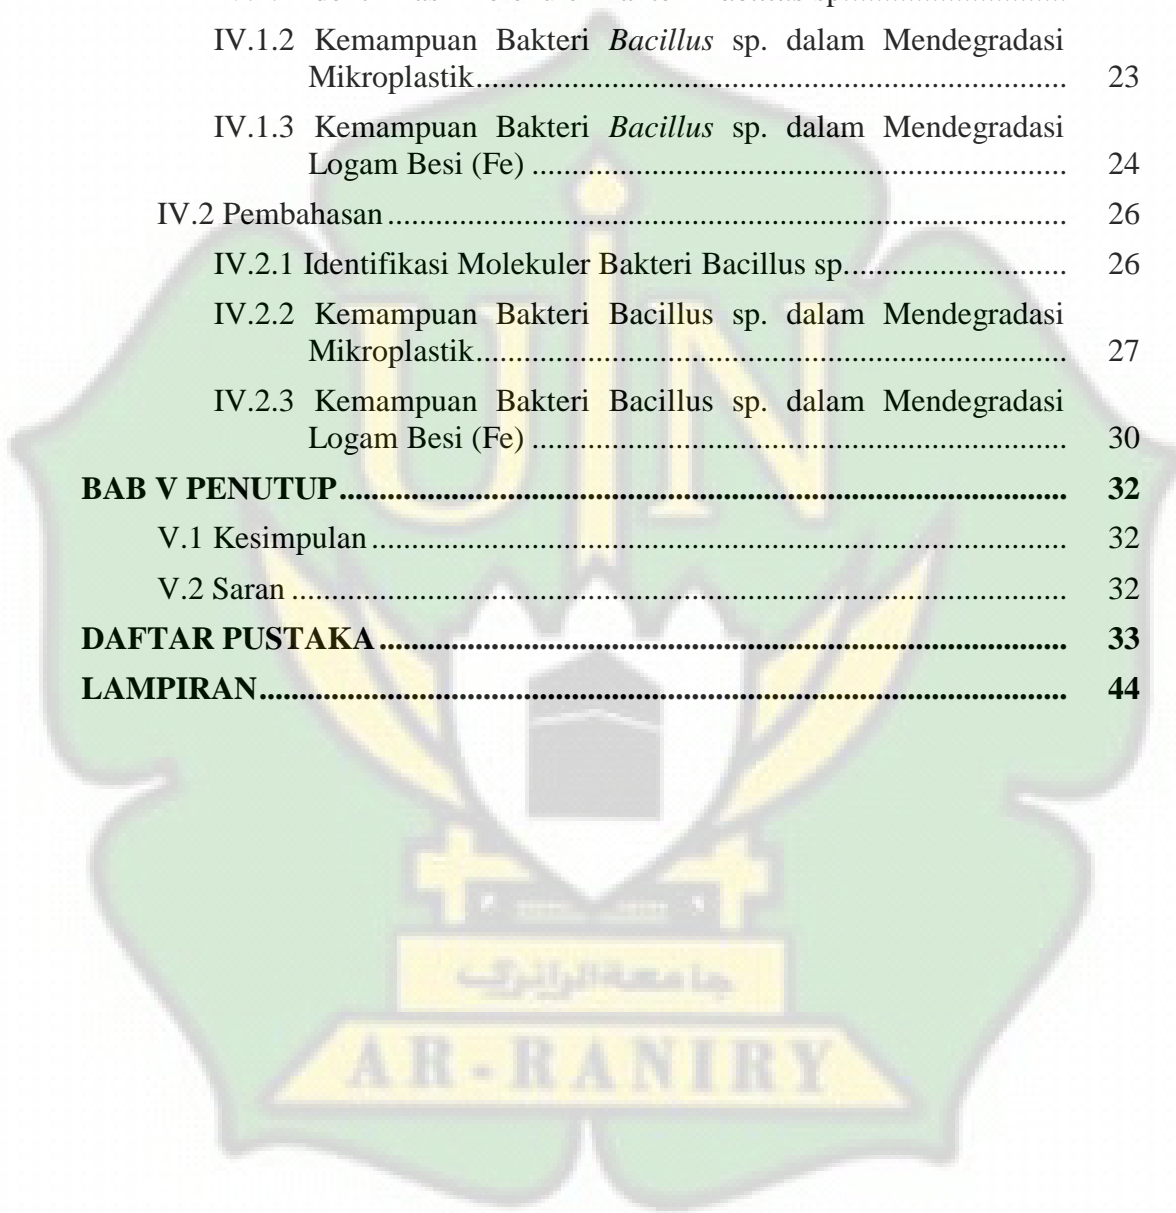 IV.1.2 Kemampuan Bakteri Bacillus sp. dalam Mendegradasi
Mikroplastik.................................................................... 23
IV.1.3 Kemampuan Bakteri Bacillus sp. dalam Mendegradasi
Logam Besi (Fe) .............................................................. 24
IV.2 Pembahasan .............................................................................. 26
IV.2.1 Identifikasi Molekuler Bakteri Bacillus sp.......................... 26
IV.2.2 Kemampuan Bakteri Bacillus sp. dalam Mendegradasi
Mikroplastik.................................................................... 27
IV.2.3 Kemampuan Bakteri Bacillus sp. dalam Mendegradasi
Logam Besi (Fe) .............................................................. 30
BAB V PENUTUP.................................................................................... 32
V.1 Kesimpulan ................................................................................ 32
V.2 Saran ......................................................................................... 32
DAFTAR PUSTAKA ............................................................................... 33
LAMPIRAN............................................................................................. 44
UIN
جامعة الرانيري
AR-RANIRY